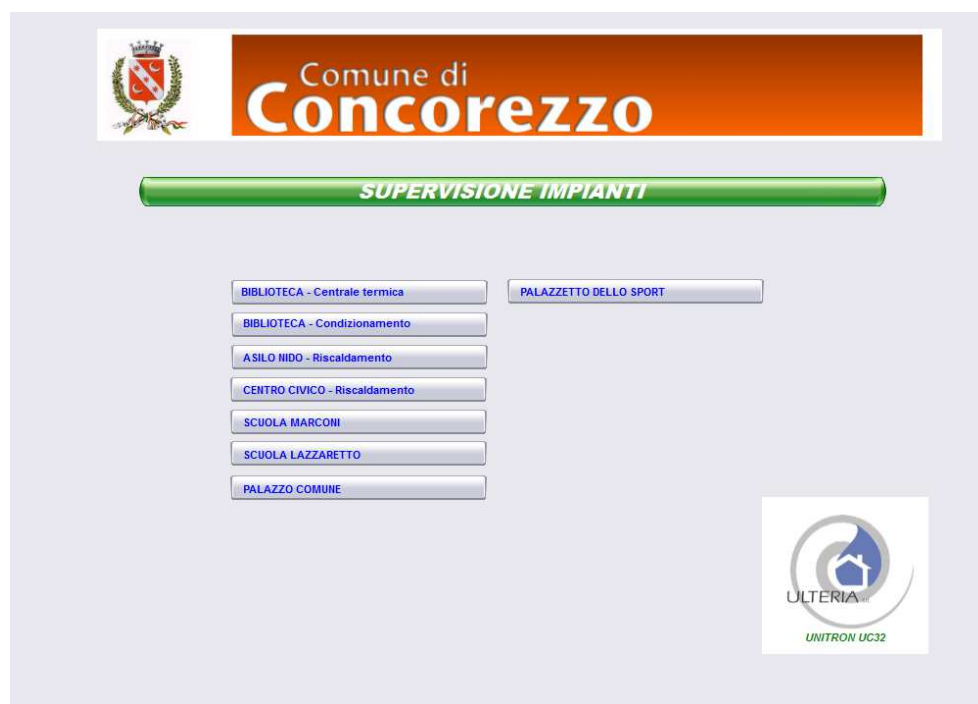 Comune di
Concorezzo
SUPERVISIONE IMPIANTI
BIBLIOTECA - Centrale termica
BIBLIOTECA - Condizionamento
ASILO NIDO - Riscaldamento
CENTRO CIVICO - Riscaldamento
SCUOLA MARCONI
SCUOLA LAZZARETTO
PALAZZO COMUNE
PALAZZETTO DELLO SPORT
ULTERIA
UNITRON UC32